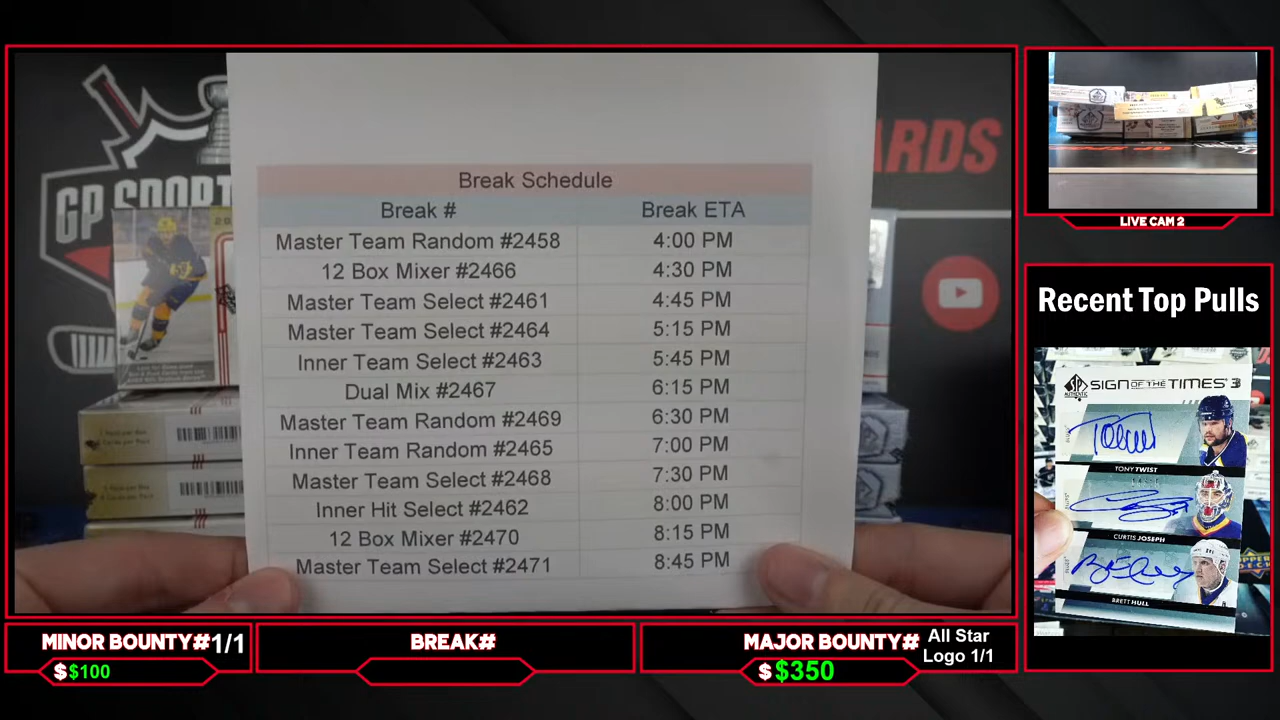 GP SPORTS
CARDS
Break Schedule
Break # Break ETA
Master Team Random #2458 4:00 PM
12 Box Mixer #2466 4:30 PM
Master Team Select #2461 4:45 PM
Master Team Select #2464 5:15 PM
Inner Team Select #2463 5:45 PM
Dual Mix #2467 6:15 PM
Master Team Random #2469 6:30 PM
Inner Team Random #2465 7:00 PM
Master Team Select #2468 7:30 PM
Inner Hit Select #2462 8:00 PM
12 Box Mixer #2470 8:15 PM
Master Team Select #2471 8:45 PM
LIVE CAM 2
Recent Top Pulls
SP AUTHENTIC
SIGN OF THE TIMES 3
TONY TWIST
CURTIS JOSEPH
BRETT HULL
MINOR BOUNTY# 1/1
$ $100
BREAK#
MAJOR BOUNTY# All Star
Logo 1/1
$ $350